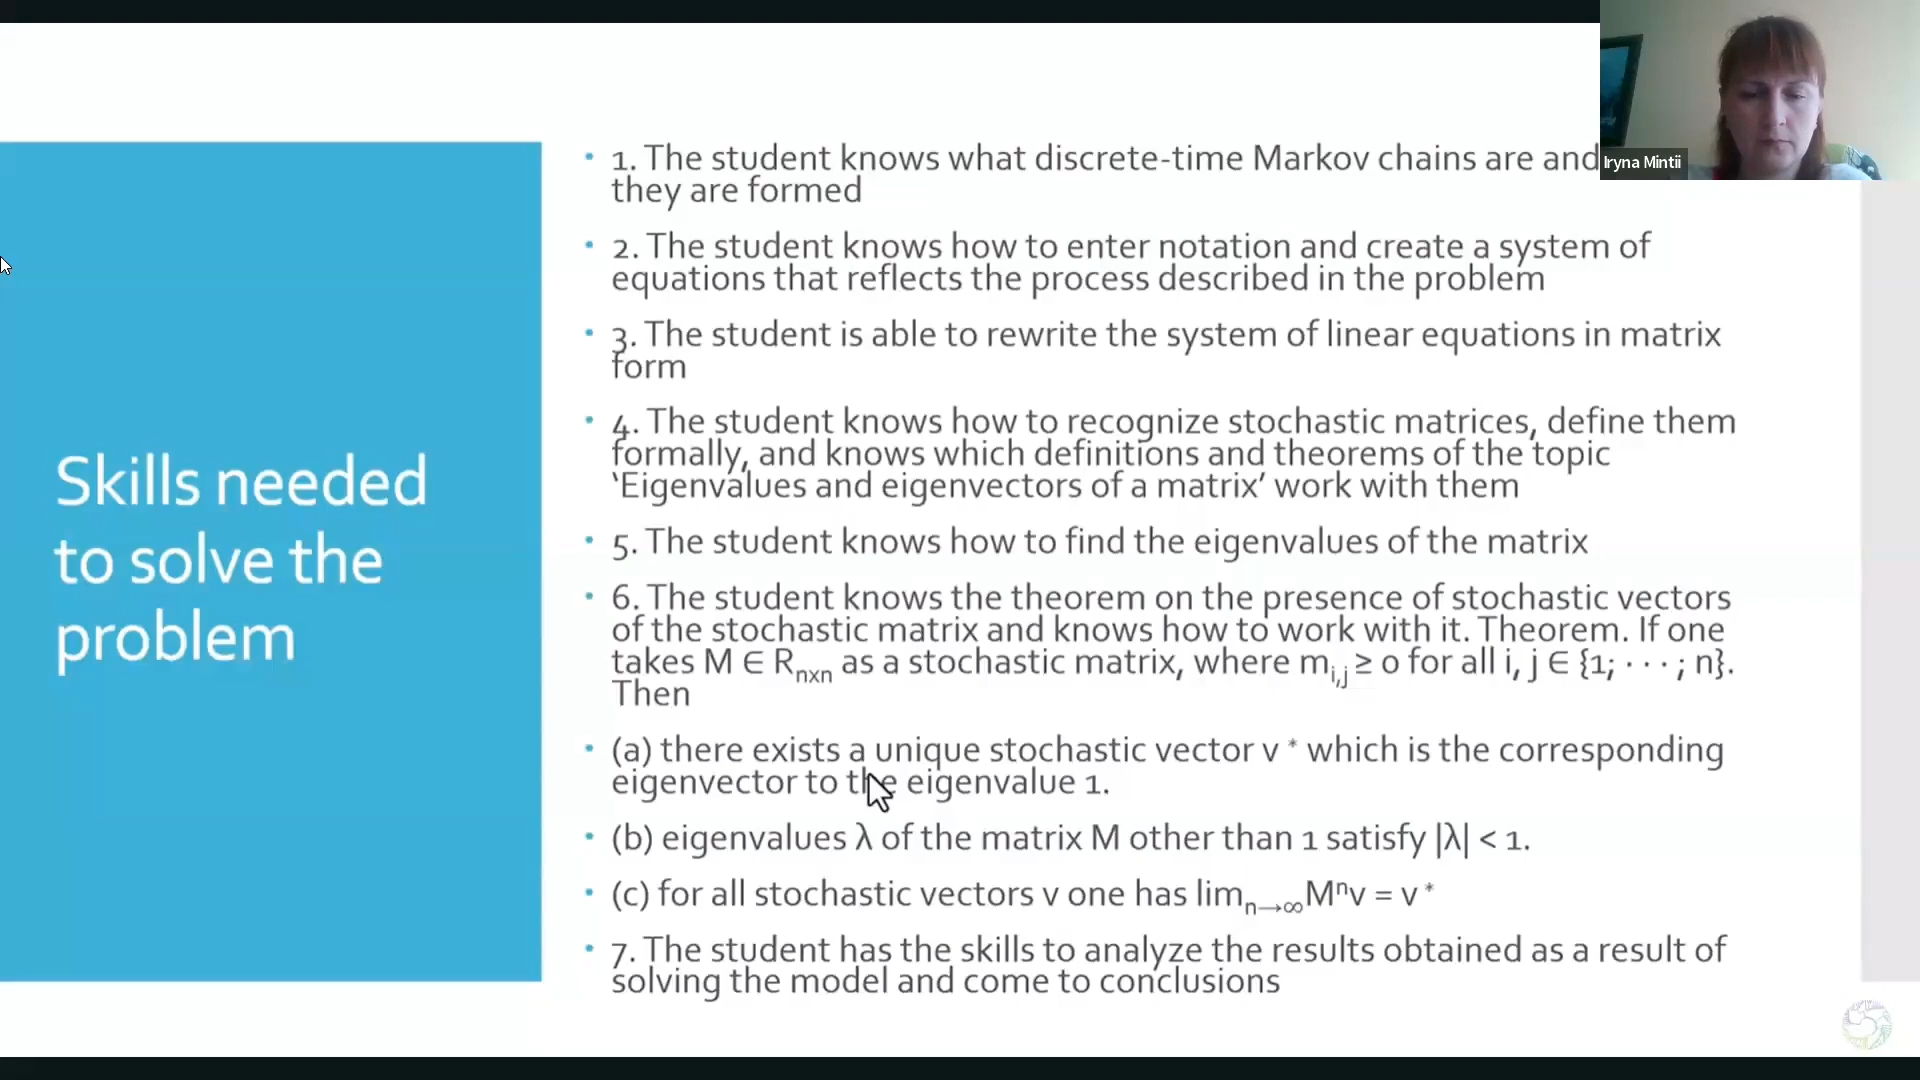 Iryna Mintii
Skills needed
to solve the
problem
• 1. The student knows what discrete-time Markov chains are and
they are formed
• 2. The student knows how to enter notation and create a system of
equations that reflects the process described in the problem
• 3. The student is able to rewrite the system of linear equations in matrix
form
• 4. The student knows how to recognize stochastic matrices, define them
formally, and knows which definitions and theorems of the topic
‘Eigenvalues and eigenvectors of a matrix’ work with them
• 5. The student knows how to find the eigenvalues of the matrix
• 6. The student knows the theorem on the presence of stochastic vectors
of the stochastic matrix and knows how to work with it. Theorem. If one
takes M ∈ Rₙₓₙ as a stochastic matrix, where m_i,j ≥ 0 for all i, j ∈ {1; · · · ; n}.
Then
• (a) there exists a unique stochastic vector v * which is the corresponding
eigenvector to the eigenvalue 1.
• (b) eigenvalues λ of the matrix M other than 1 satisfy |λ| < 1.
• (c) for all stochastic vectors v one has lim_n→∞ Mⁿv = v *
• 7. The student has the skills to analyze the results obtained as a result of
solving the model and come to conclusions